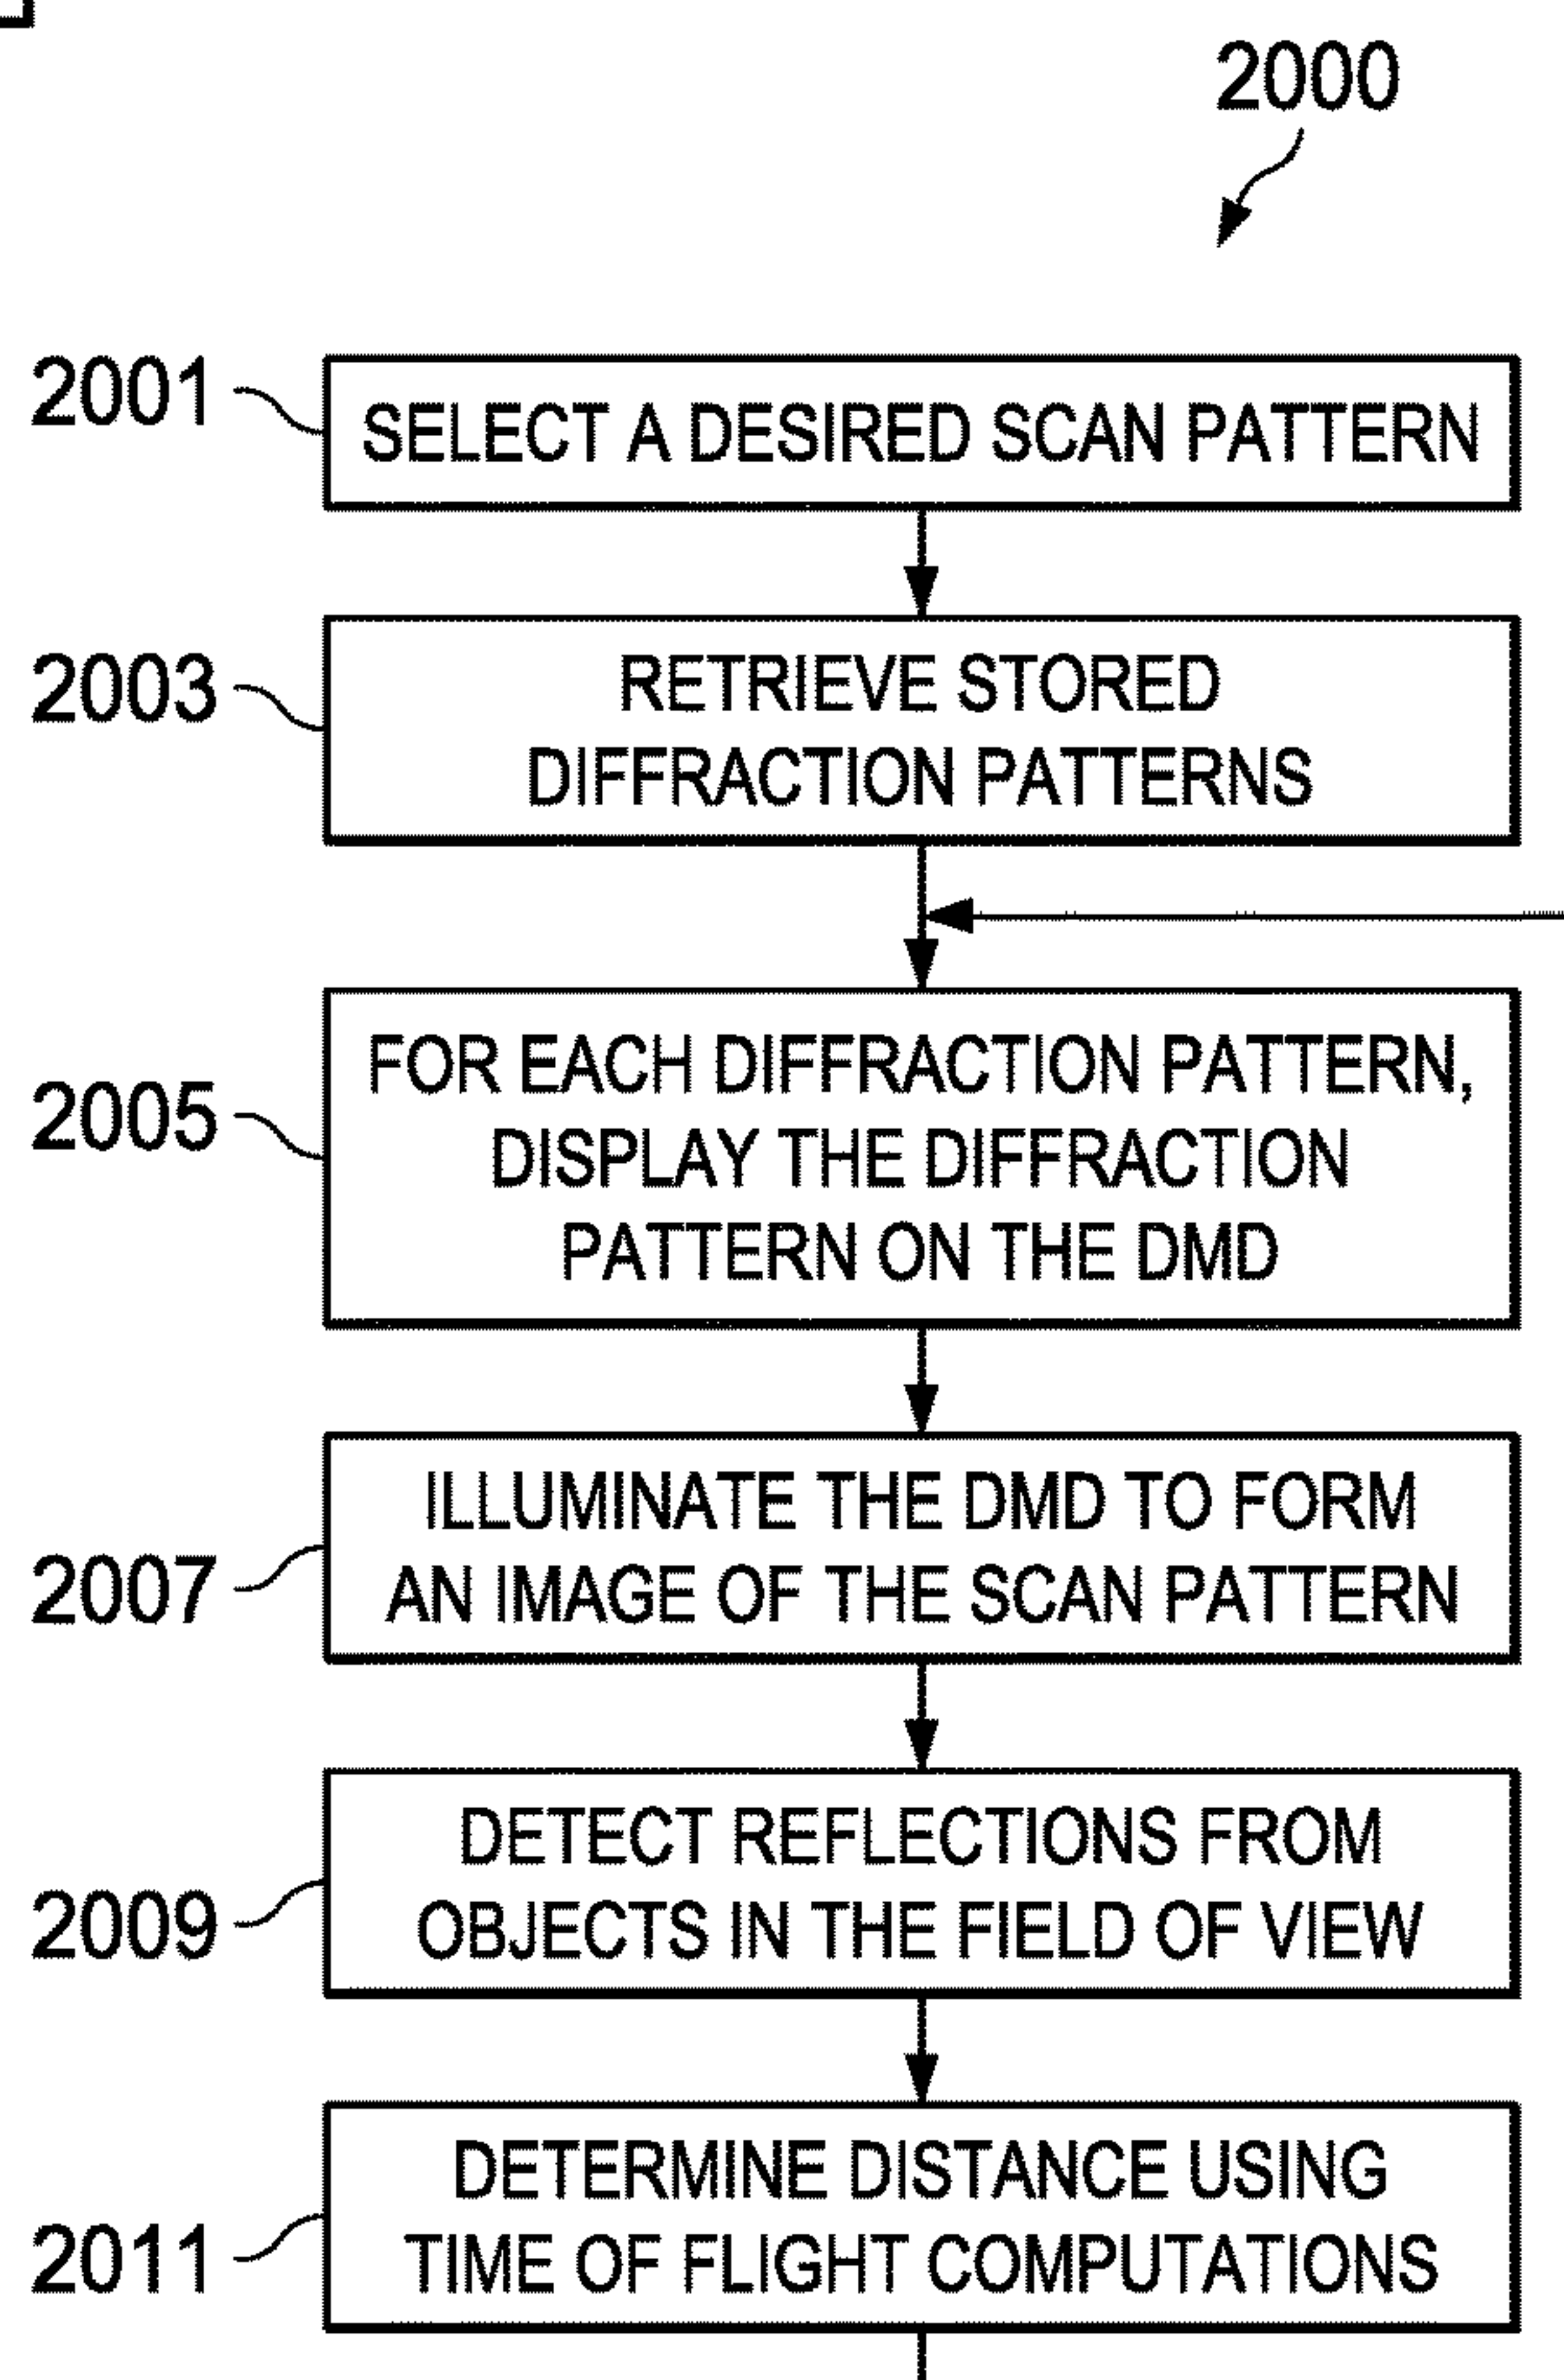 2000
2001
SELECT A DESIRED SCAN PATTERN
2003
RETRIEVE STORED
DIFFRACTION PATTERNS
2005
FOR EACH DIFFRACTION PATTERN,
DISPLAY THE DIFFRACTION
PATTERN ON THE DMD
2007
ILLUMINATE THE DMD TO FORM
AN IMAGE OF THE SCAN PATTERN
2009
DETECT REFLECTIONS FROM
OBJECTS IN THE FIELD OF VIEW
2011
DETERMINE DISTANCE USING
TIME OF FLIGHT COMPUTATIONS